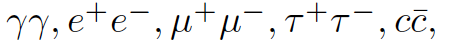 γγ, e⁺e⁻, μ⁺μ⁻, τ⁺τ⁻, cc̄,